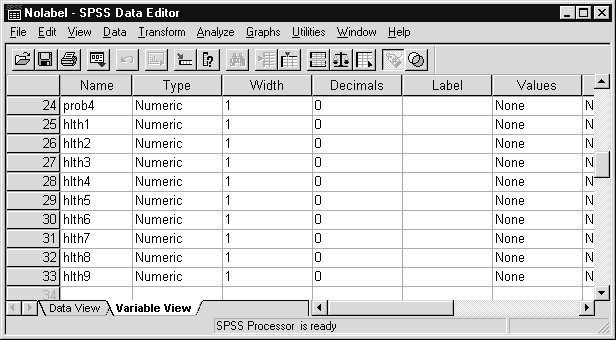 Nolabel - SPSS Data Editor
File Edit View Data Transform Analyze Graphs Utilities Window Help
Name Type Width Decimals Label Values
24 prob4 Numeric 1 0 None N
25 hlth1 Numeric 1 0 None N
26 hlth2 Numeric 1 0 None N
27 hlth3 Numeric 1 0 None N
28 hlth4 Numeric 1 0 None N
29 hlth5 Numeric 1 0 None N
30 hlth6 Numeric 1 0 None N
31 hlth7 Numeric 1 0 None N
32 hlth8 Numeric 1 0 None N
33 hlth9 Numeric 1 0 None N
34
Data View Variable View
SPSS Processor is ready